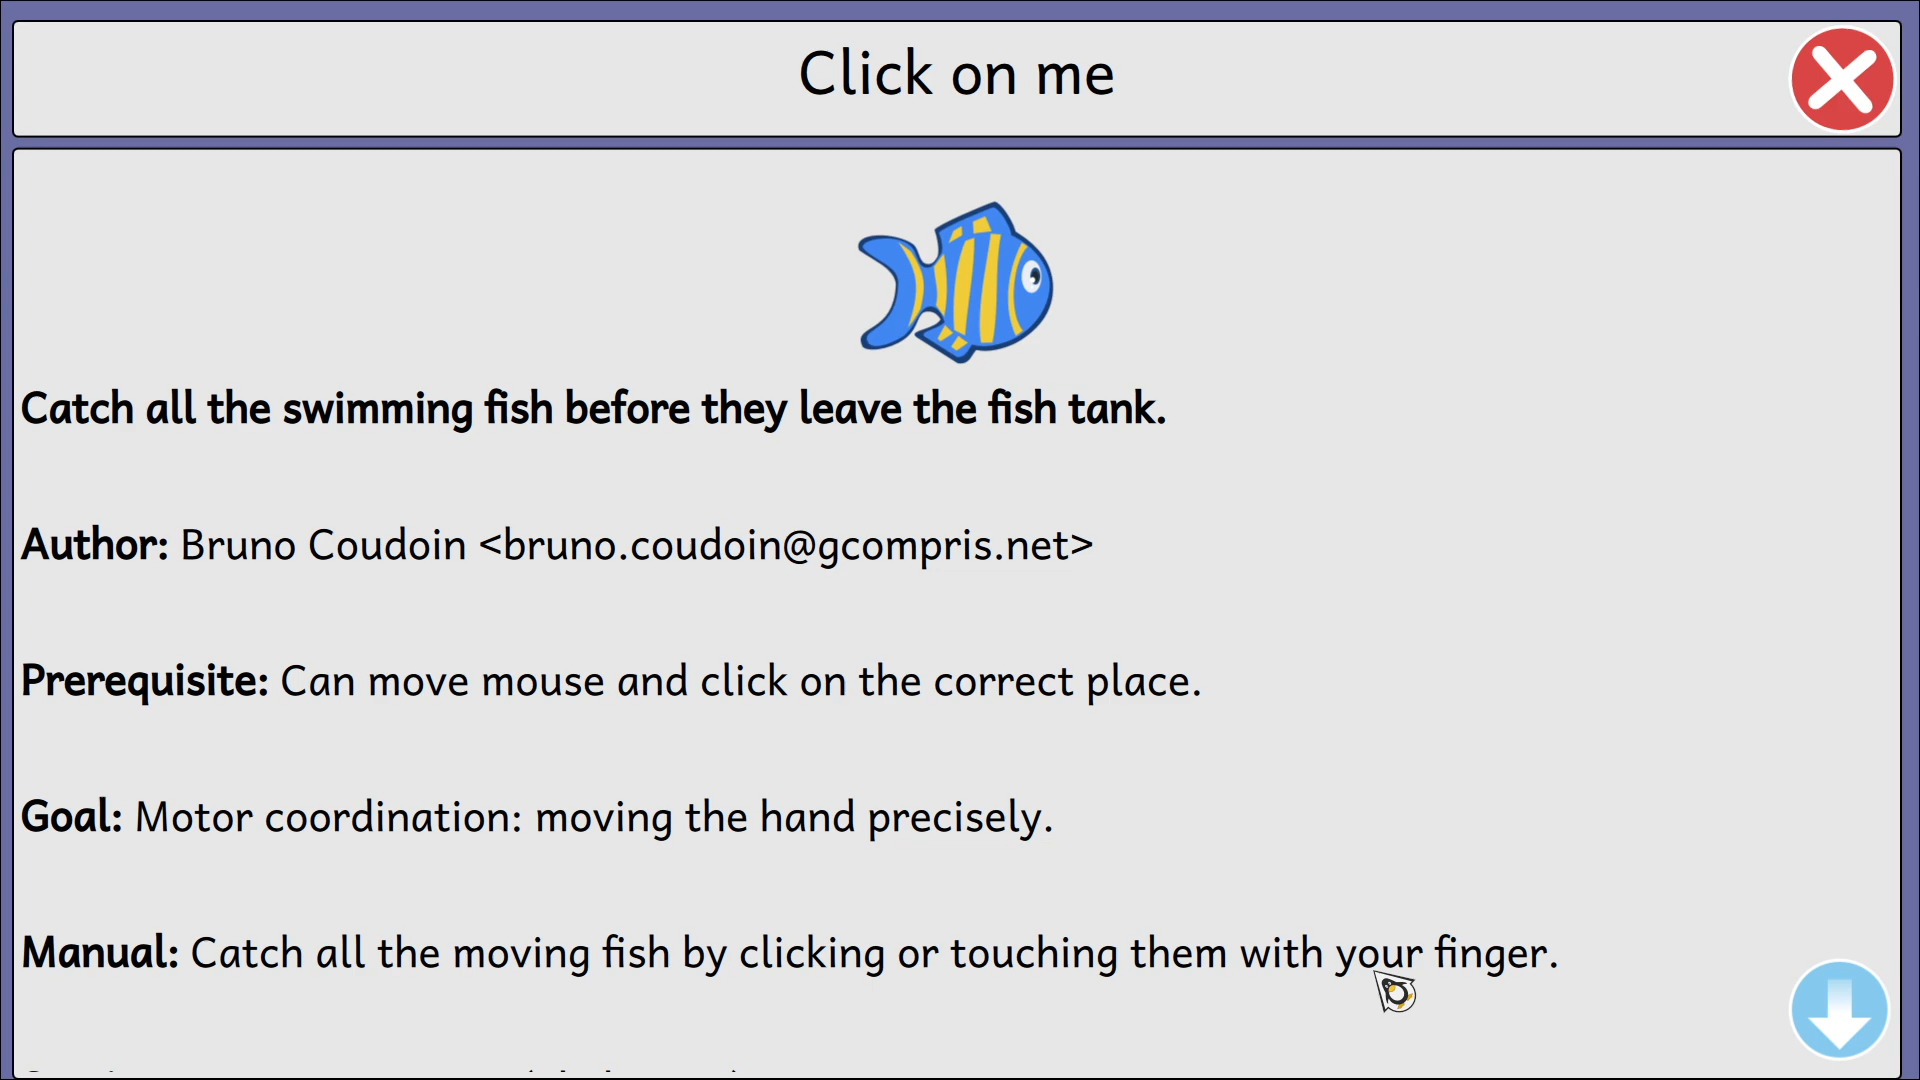 Click on me
Catch all the swimming fish before they leave the fish tank.
Author: Bruno Coudoin <bruno.coudoin@gcompris.net>
Prerequisite: Can move mouse and click on the correct place.
Goal: Motor coordination: moving the hand precisely.
Manual: Catch all the moving fish by clicking or touching them with your finger.